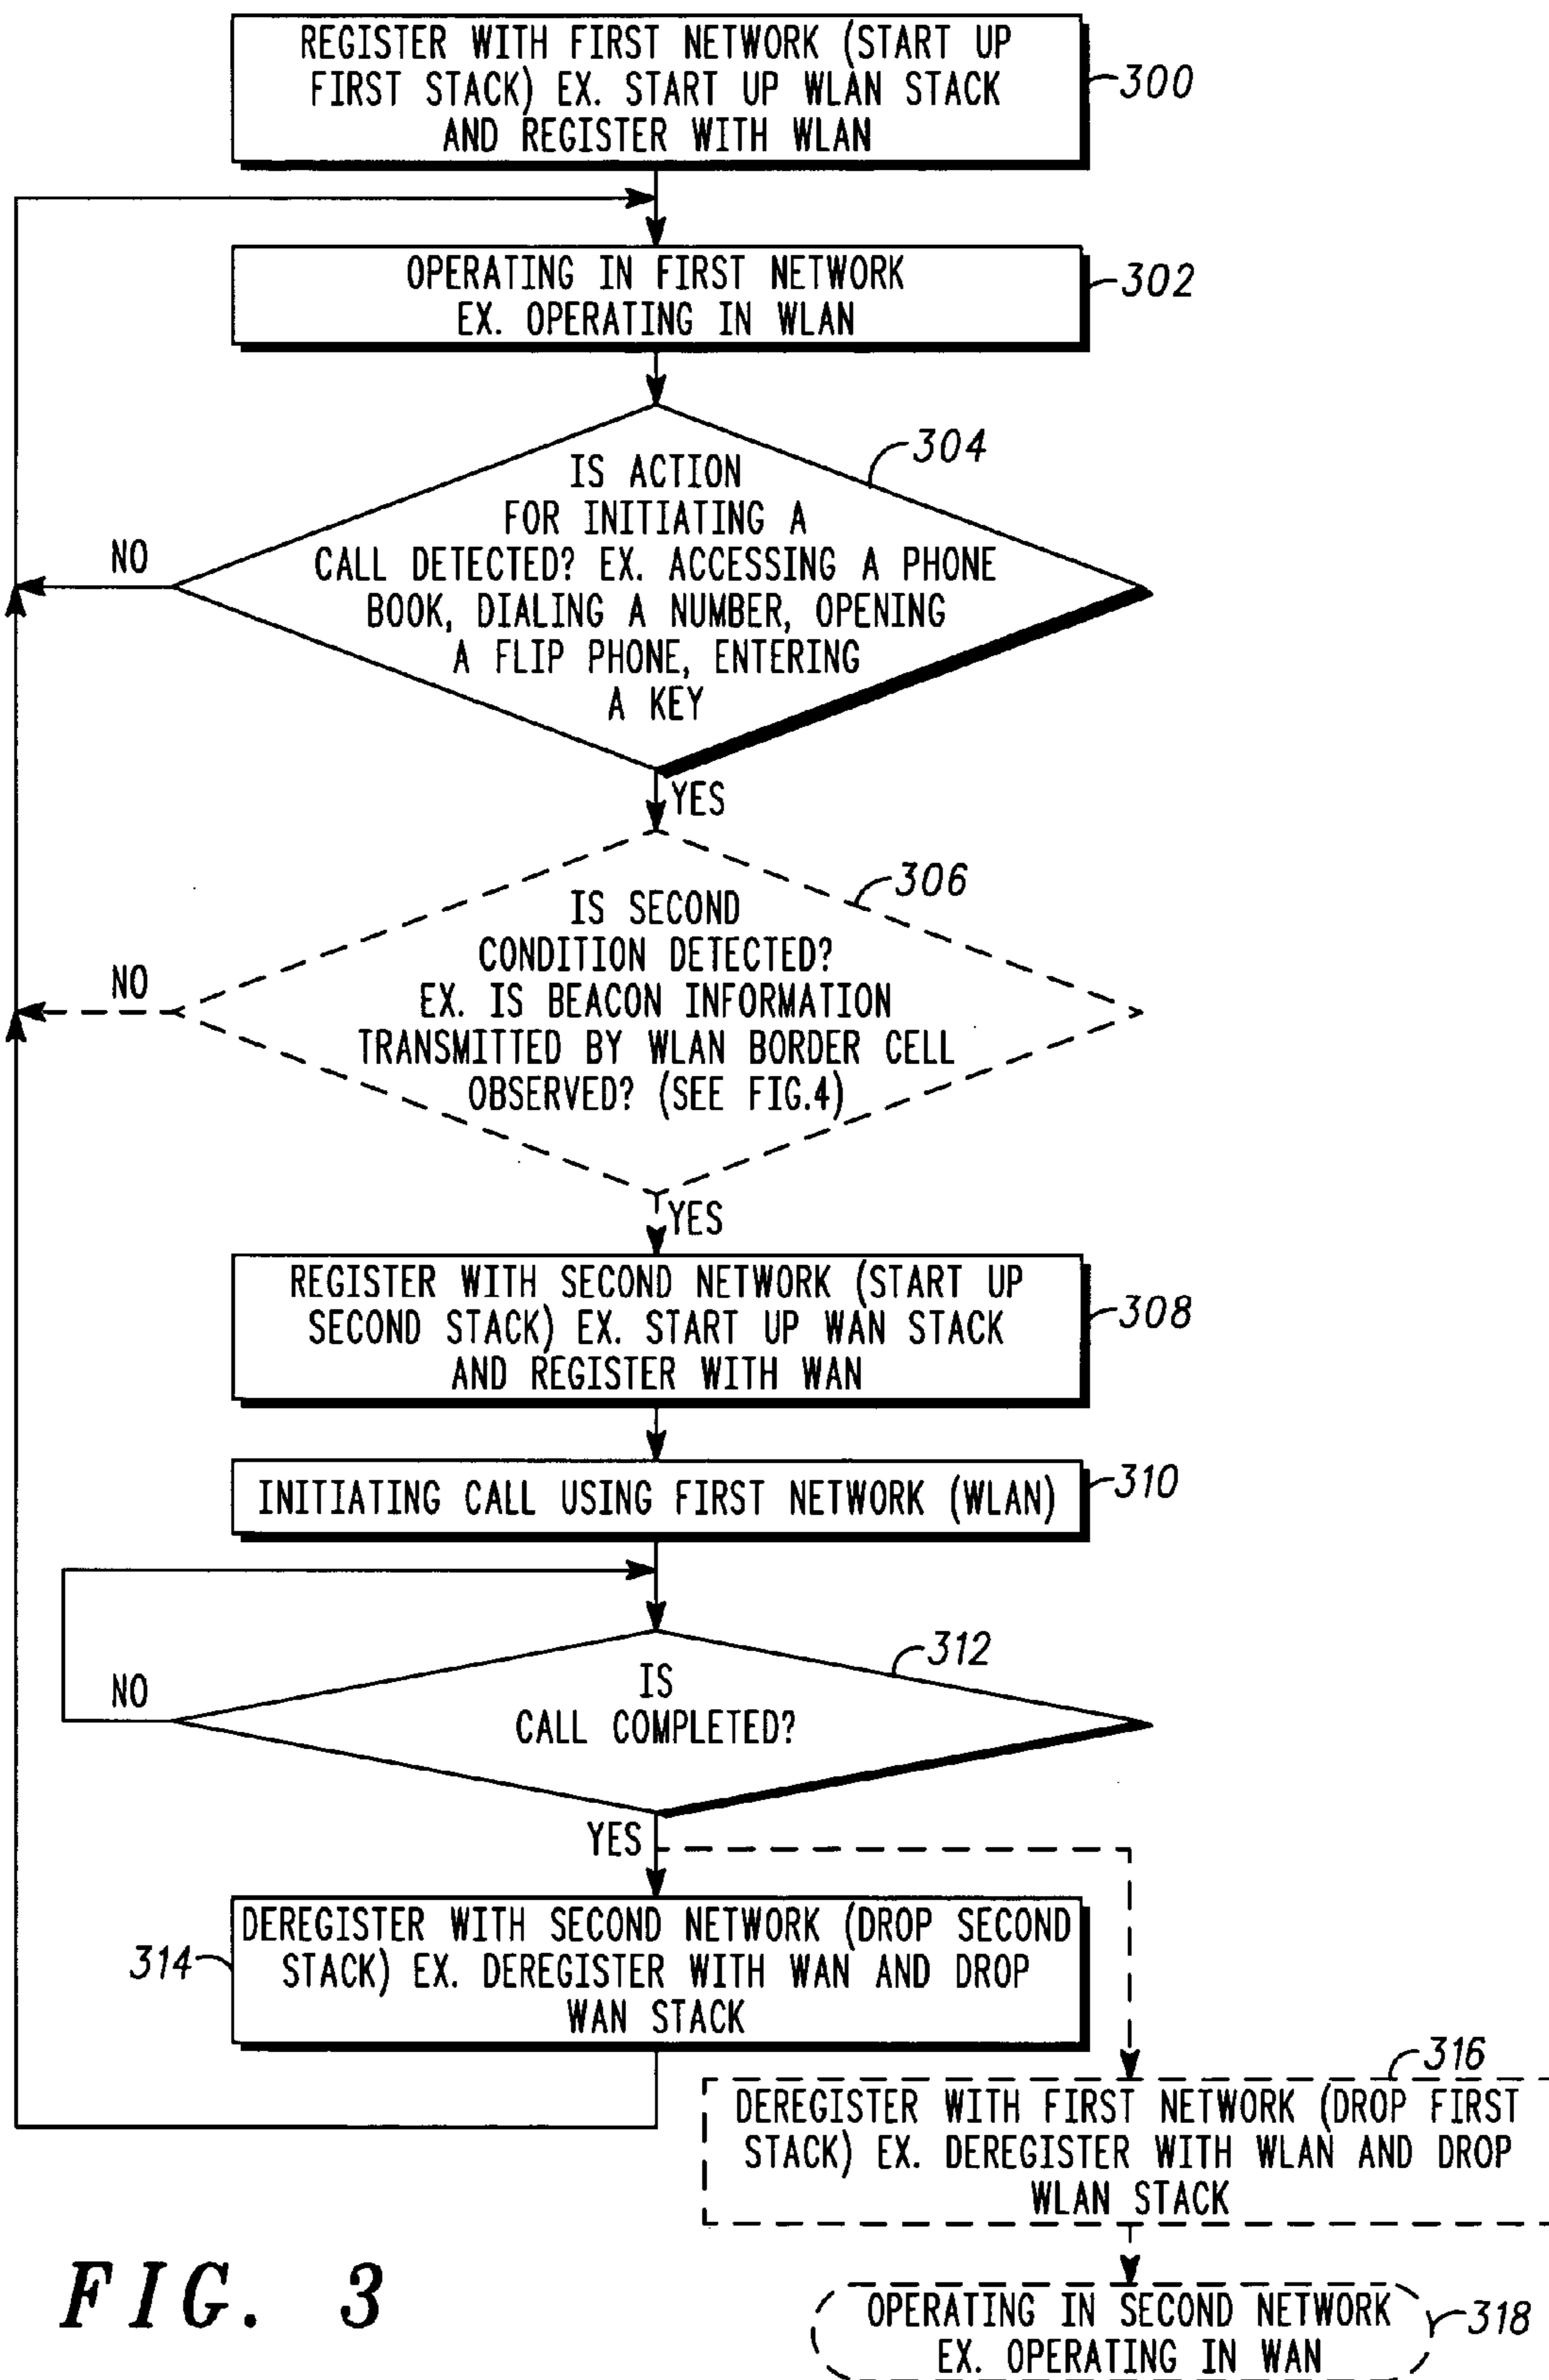 REGISTER WITH FIRST NETWORK (START UP
FIRST STACK) EX. START UP WLAN STACK
AND REGISTER WITH WLAN
300
OPERATING IN FIRST NETWORK
EX. OPERATING IN WLAN
302
304
IS ACTION
FOR INITIATING A
CALL DETECTED? EX. ACCESSING A PHONE
BOOK, DIALING A NUMBER, OPENING
A FLIP PHONE, ENTERING
A KEY
NO
YES
306
IS SECOND
CONDITION DETECTED?
EX. IS BEACON INFORMATION
TRANSMITTED BY WLAN BORDER CELL
OBSERVED? (SEE FIG.4)
NO
YES
REGISTER WITH SECOND NETWORK (START UP
SECOND STACK) EX. START UP WAN STACK
AND REGISTER WITH WAN
308
INITIATING CALL USING FIRST NETWORK (WLAN)
310
312
IS
CALL COMPLETED?
NO
YES
DEREGISTER WITH SECOND NETWORK (DROP SECOND
STACK) EX. DEREGISTER WITH WAN AND DROP
WAN STACK
314
316
DEREGISTER WITH FIRST NETWORK (DROP FIRST
STACK) EX. DEREGISTER WITH WLAN AND DROP
WLAN STACK
OPERATING IN SECOND NETWORK
EX. OPERATING IN WAN
318
FIG. 3